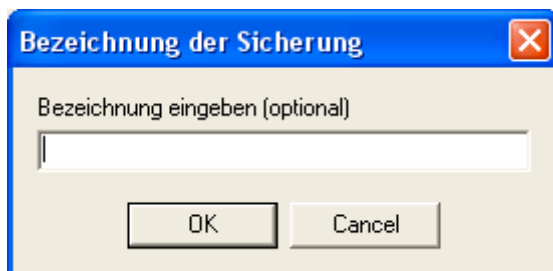 Bezeichnung der Sicherung
Bezeichnung eingeben (optional)
OK Cancel